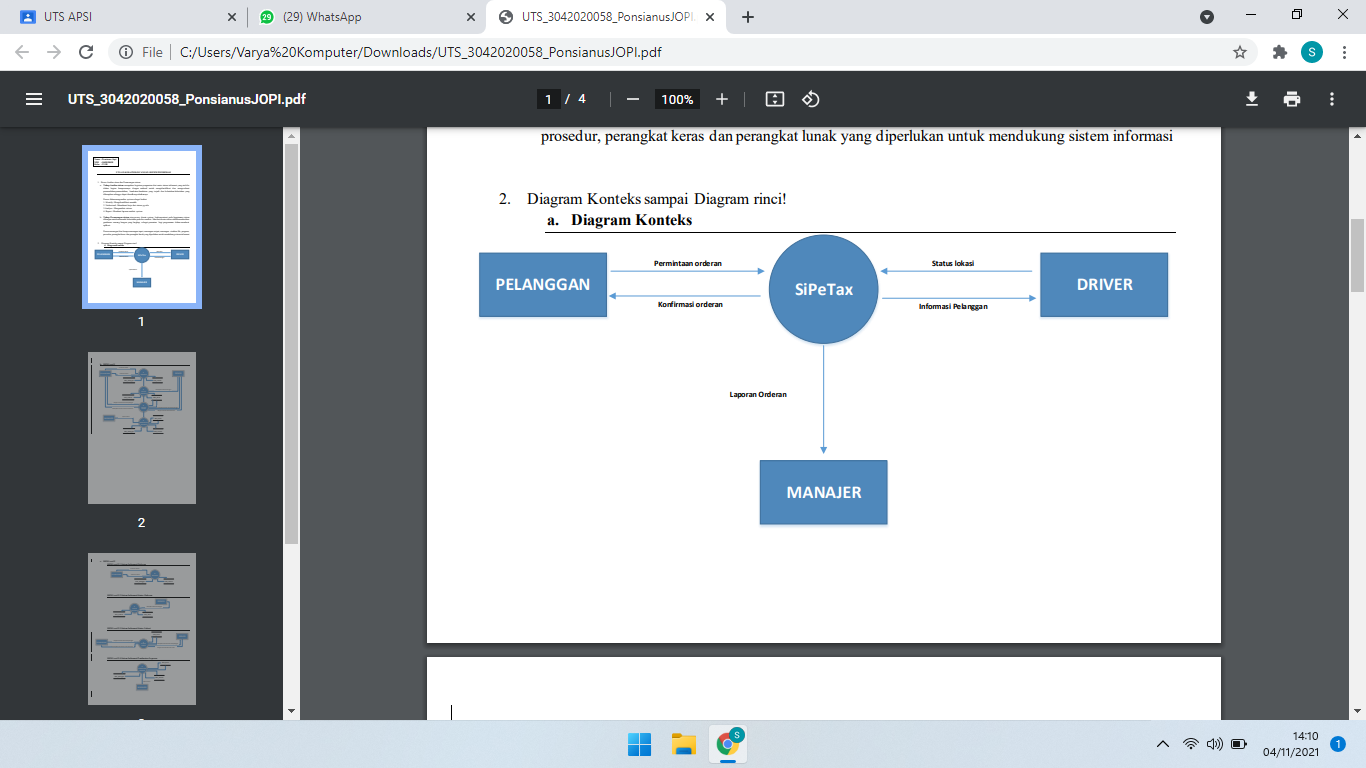 UTS APSI
29
(29) WhatsApp
UTS_3042020058_PonsianusJOPI.
File
C:/Users/Varya%20Komputer/Downloads/UTS_3042020058_PonsianusJOPI.pdf
S
UTS_3042020058_PonsianusJOPI.pdf
1 / 4
100%
prosedur, perangkat keras dan perangkat lunak yang diperlukan untuk mendukung sistem informasi
2. Diagram Konteks sampai Diagram rinci!
a. Diagram Konteks
PELANGGAN
Permintaan orderan
Konfirmasi orderan
SiPeTax
Status lokasi
Informasi Pelanggan
DRIVER
Laporan Orderan
MANAJER
1
2
S
14:10
04/11/2021
1